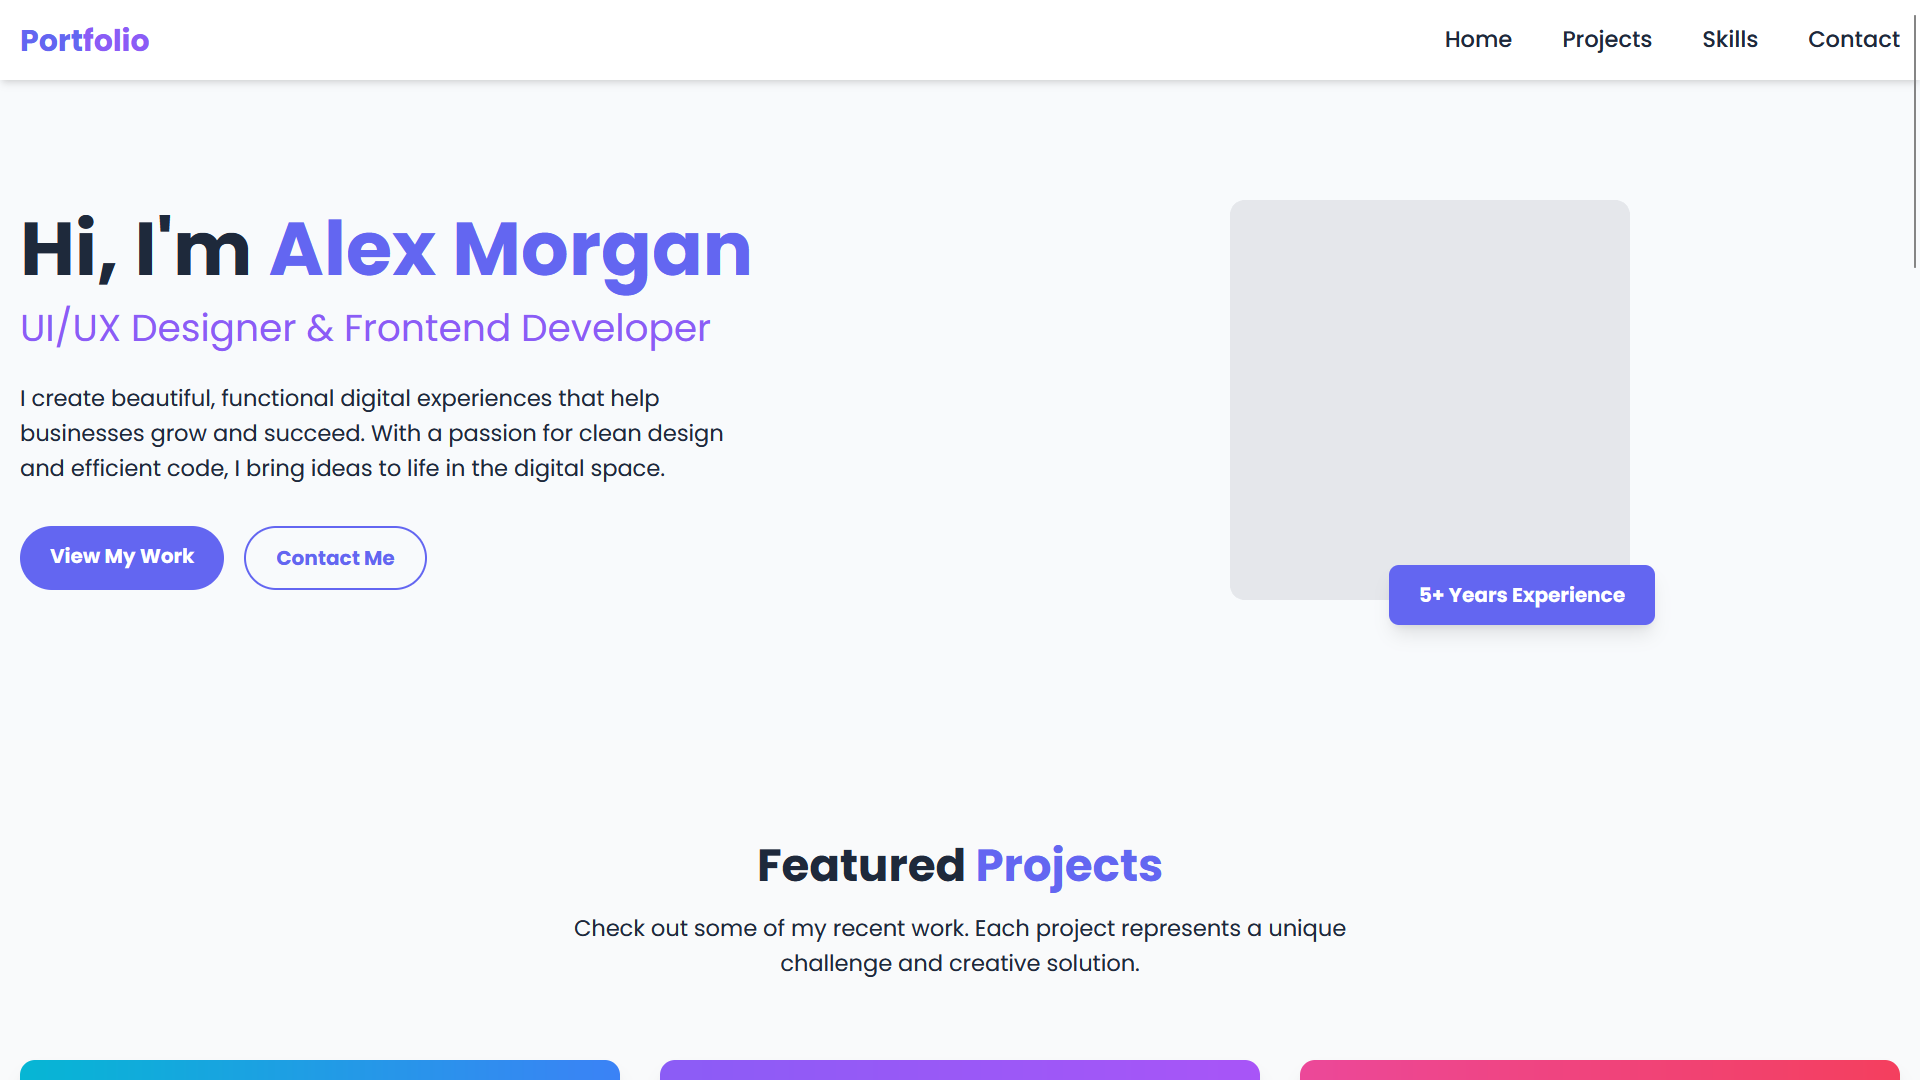 Portfolio
Home
Projects
Skills
Contact
Hi, I'm Alex Morgan
UI/UX Designer & Frontend Developer
I create beautiful, functional digital experiences that help
businesses grow and succeed. With a passion for clean design
and efficient code, I bring ideas to life in the digital space.
View My Work
Contact Me
5+ Years Experience
Featured Projects
Check out some of my recent work. Each project represents a unique
challenge and creative solution.